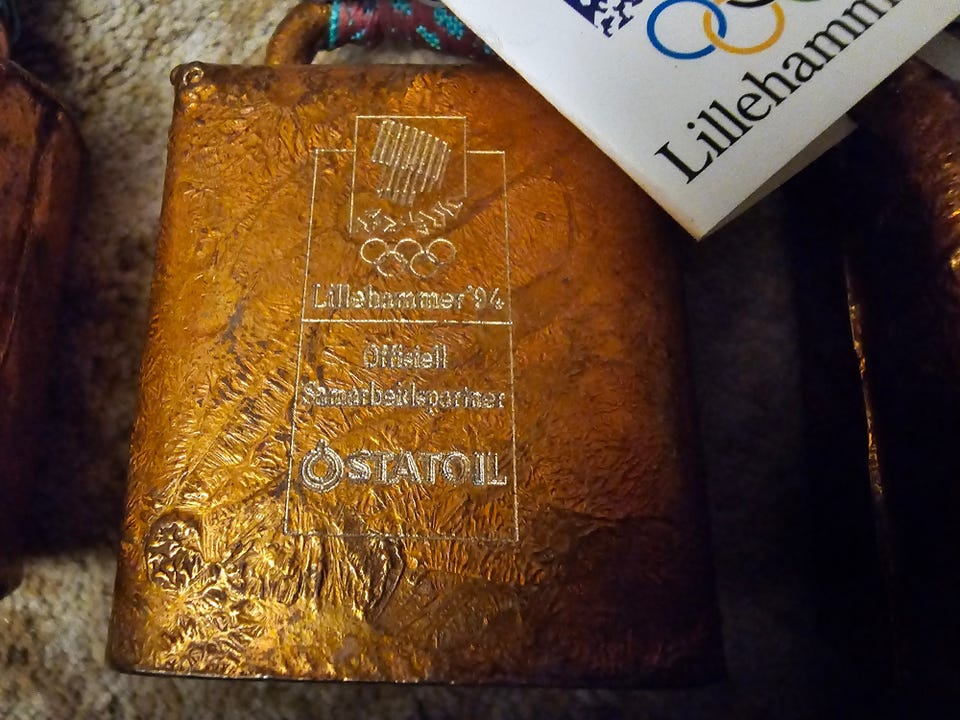 Lillehammer '94
Offisiell
Samarbeidspartner
STATOIL
Lillehamm